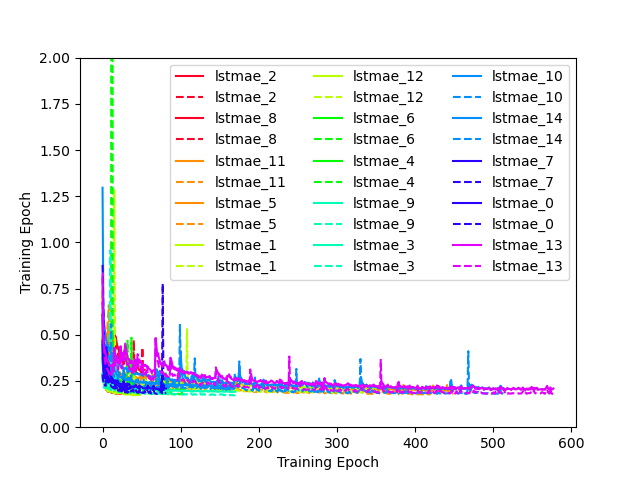 2.00
1.75
1.50
1.25
1.00
0.75
0.50
0.25
0.00
Training Epoch
lstmae_2
lstmae_2
lstmae_8
lstmae_8
lstmae_11
lstmae_11
lstmae_5
lstmae_5
lstmae_1
lstmae_1
lstmae_12
lstmae_12
lstmae_6
lstmae_6
lstmae_4
lstmae_4
lstmae_9
lstmae_9
lstmae_3
lstmae_3
lstmae_10
lstmae_10
lstmae_14
lstmae_14
lstmae_7
lstmae_7
lstmae_0
lstmae_0
lstmae_13
lstmae_13
0 100 200 300 400 500 600
Training Epoch